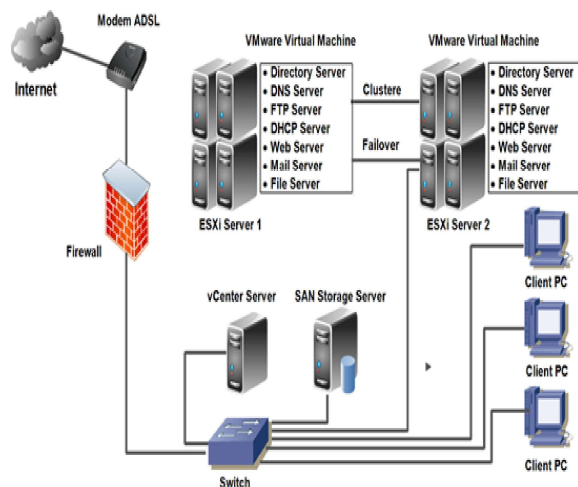 Modem ADSL
Internet
VMware Virtual Machine
• Directory Server
• DNS Server
• FTP Server
• DHCP Server
• Web Server
• Mail Server
• File Server
ESXi Server 1
Clustere
Failover
VMware Virtual Machine
• Directory Server
• DNS Server
• FTP Server
• DHCP Server
• Web Server
• Mail Server
• File Server
ESXi Server 2
Firewall
Client PC
vCenter Server
SAN Storage Server
Client PC
Client PC
Switch